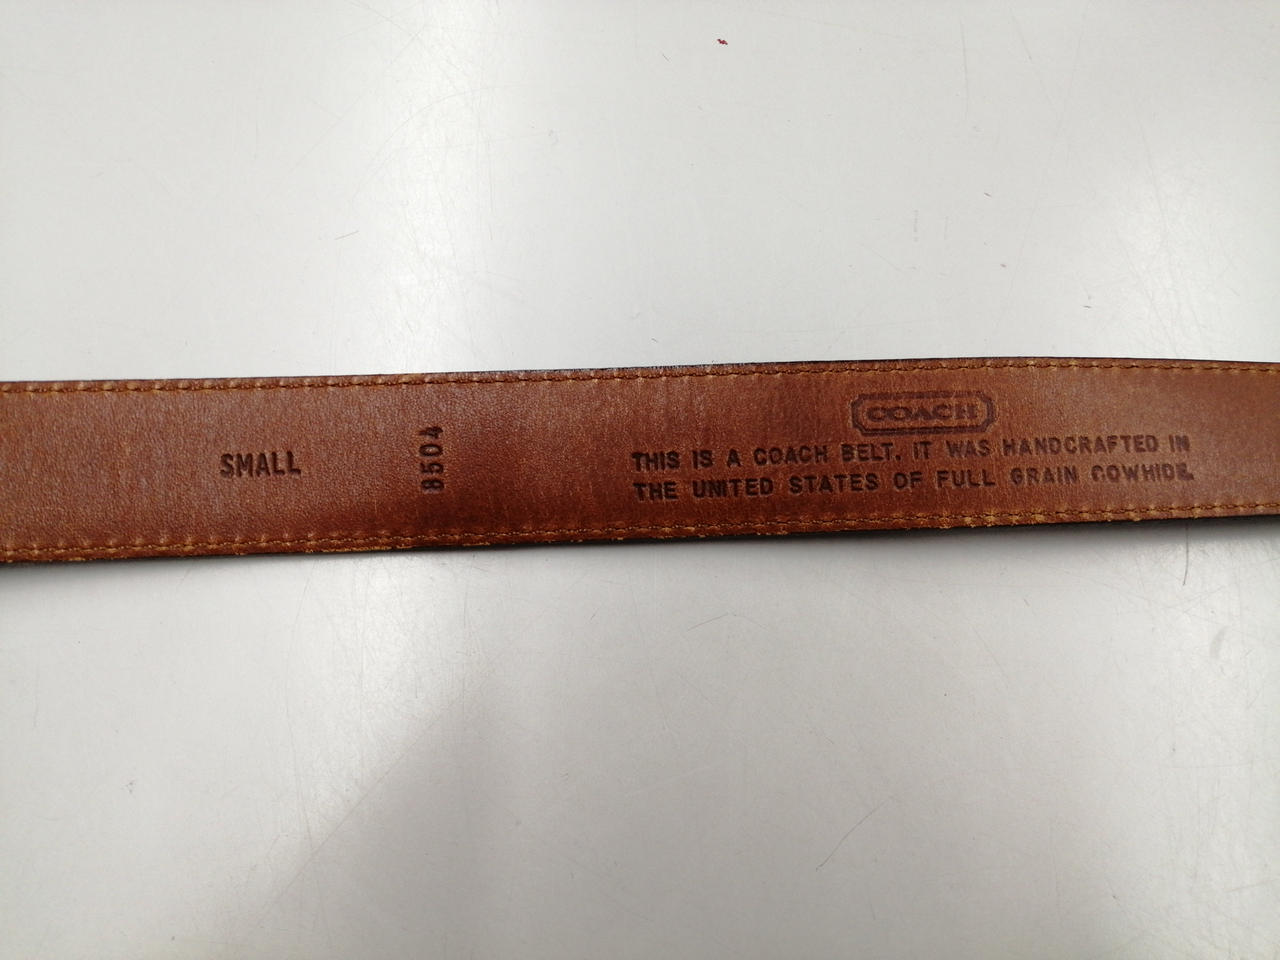 SMALL
8504
COACH
THIS IS A COACH BELT. IT WAS HANDCRAFTED IN
THE UNITED STATES OF FULL GRAIN COWHIDE.